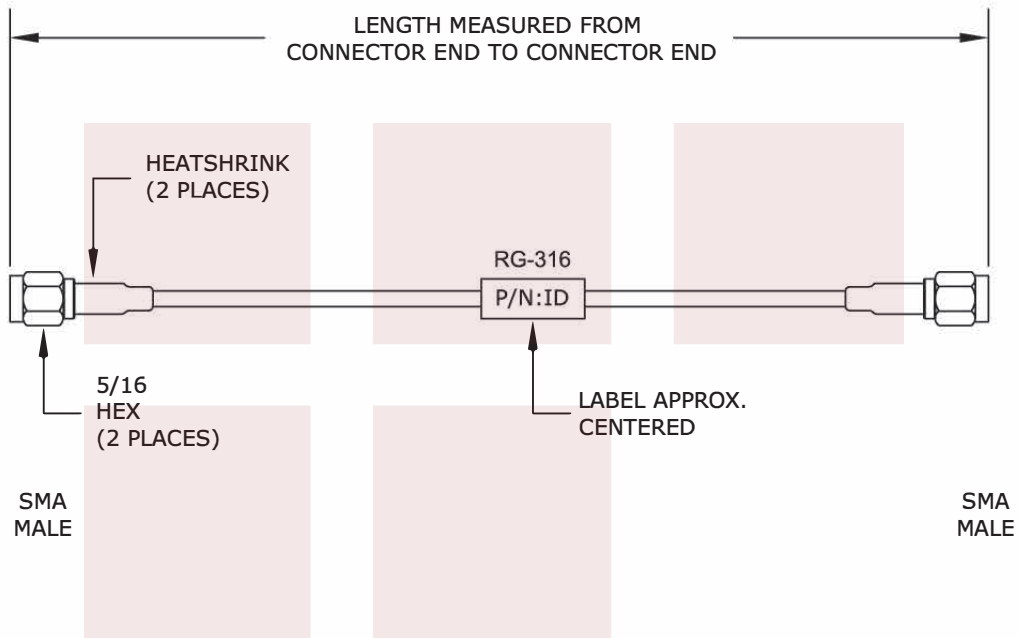 LENGTH MEASURED FROM
CONNECTOR END TO CONNECTOR END
HEATSHRINK
(2 PLACES)
RG-316
P/N:ID
5/16
HEX
(2 PLACES)
LABEL APPROX.
CENTERED
SMA
MALE
SMA
MALE